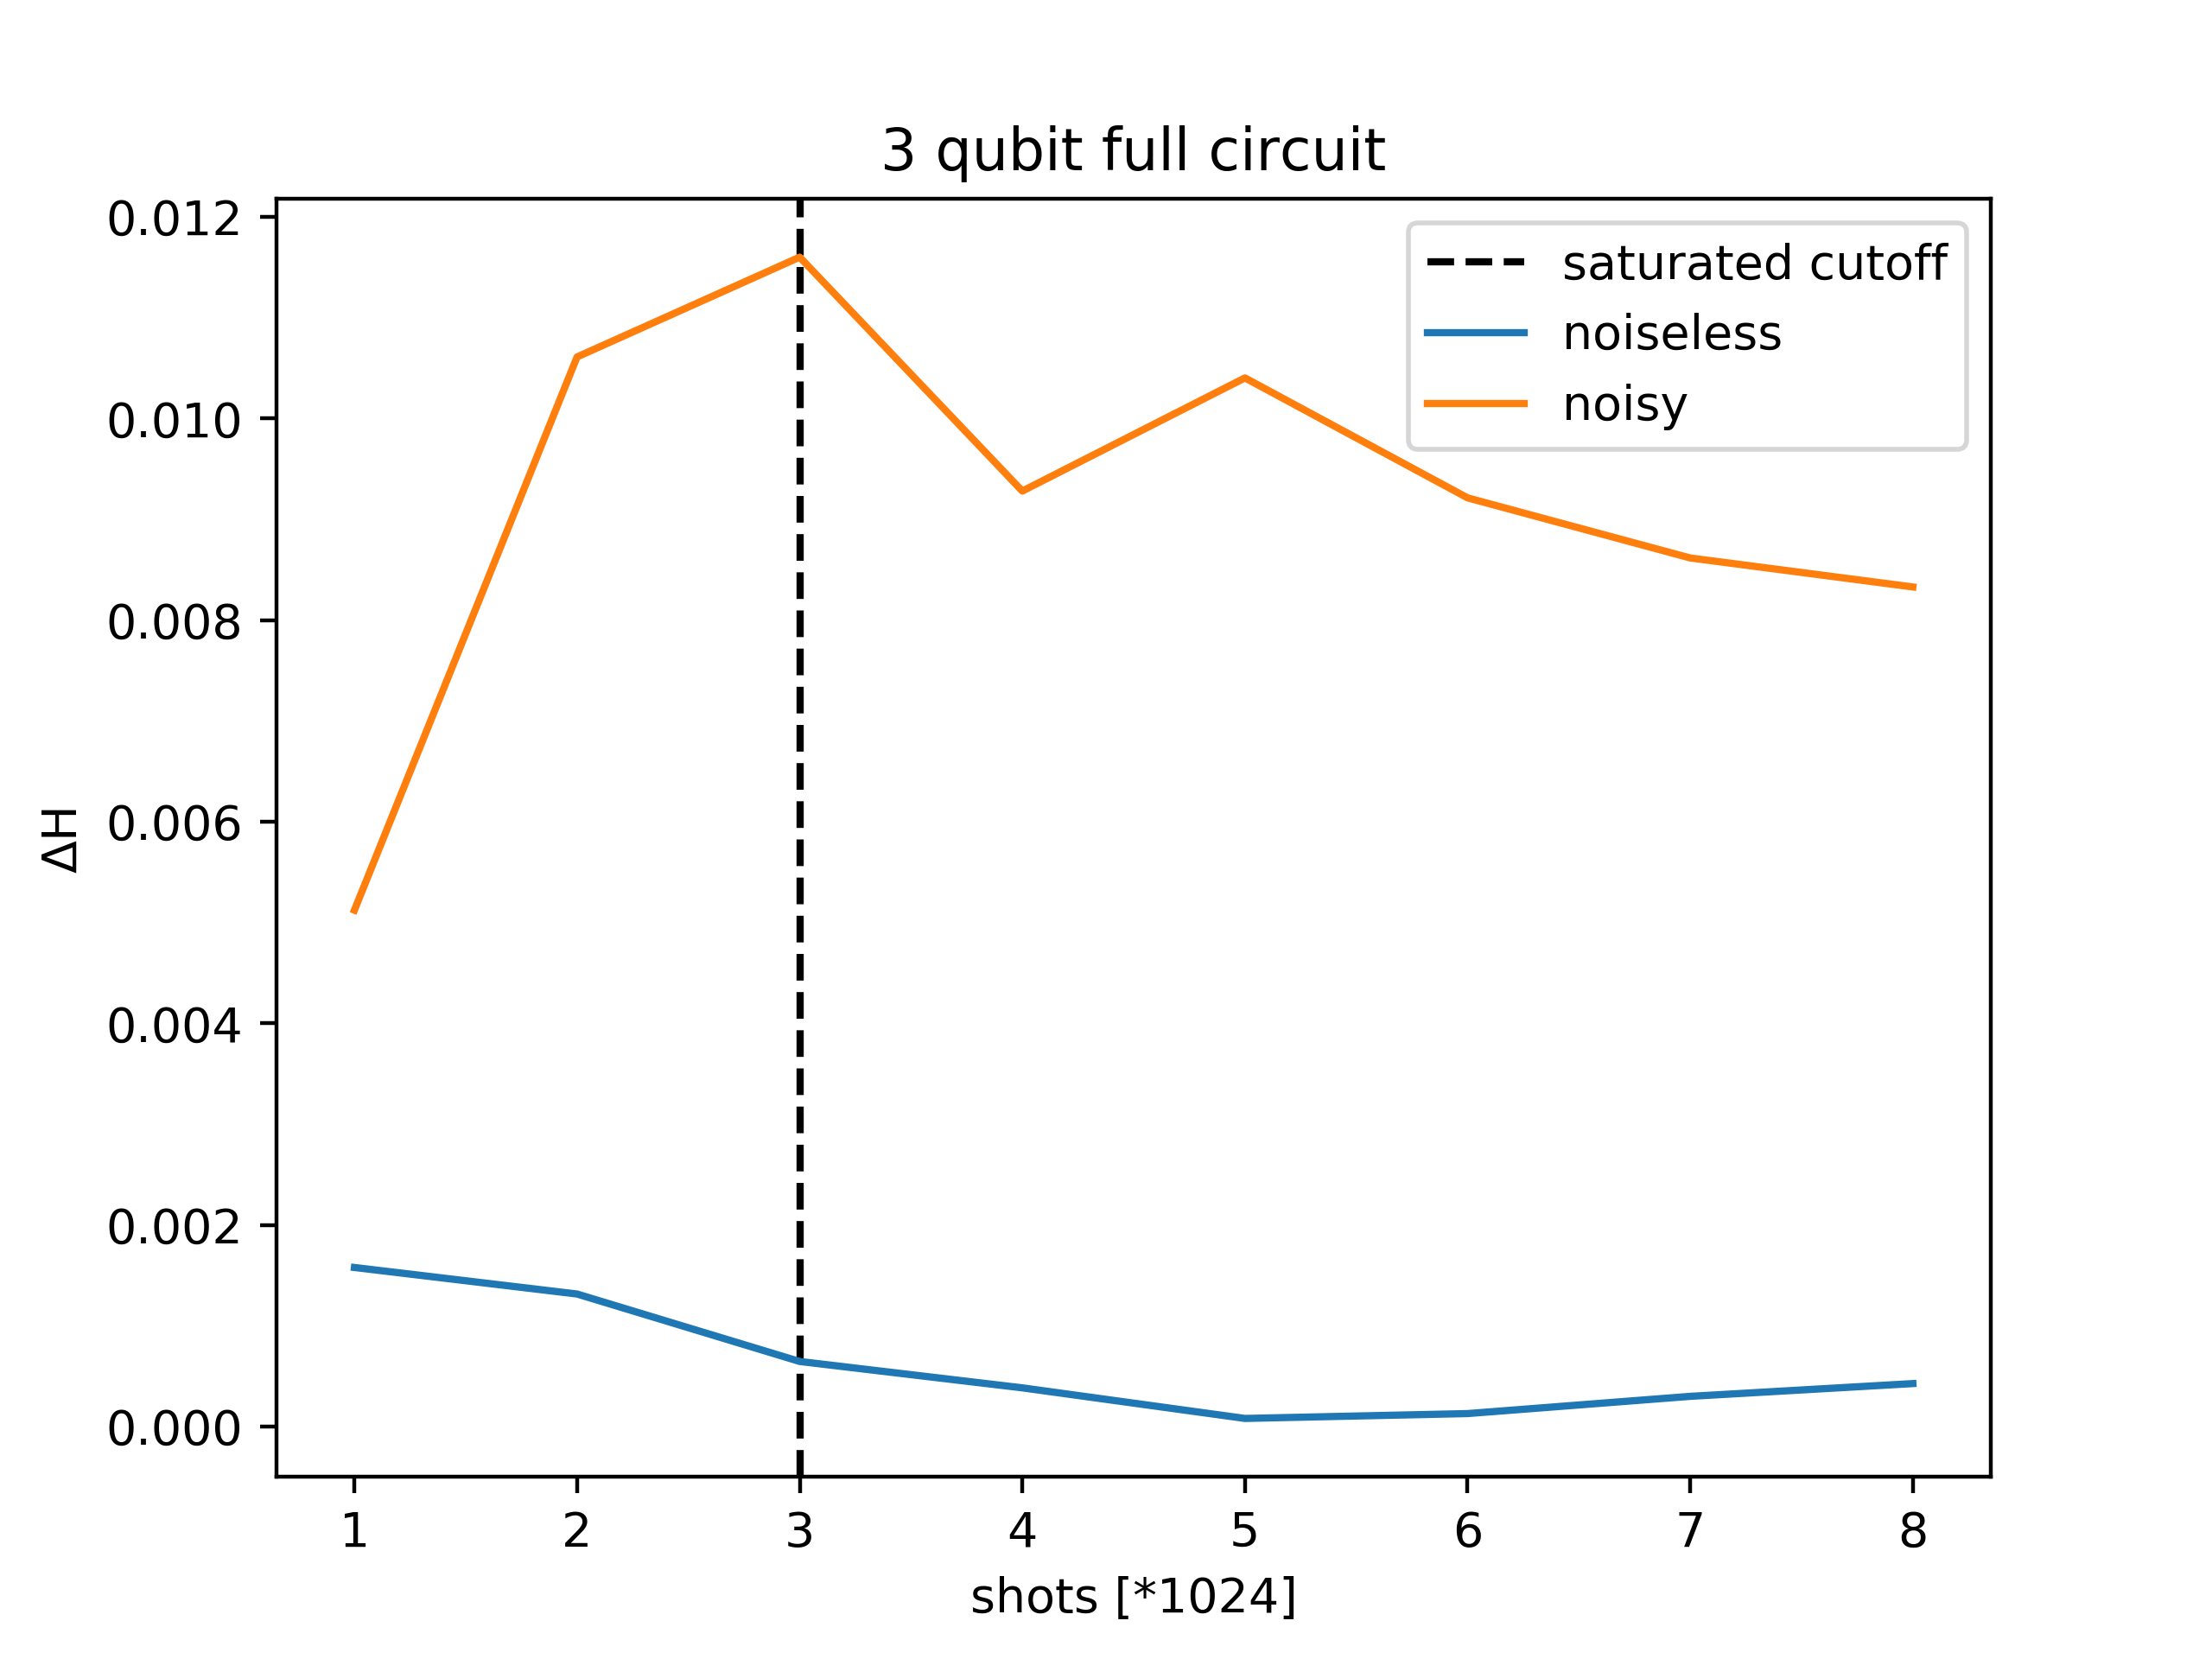 3 qubit full circuit
0.012
0.010
0.008
0.006
0.004
0.002
0.000
ΔH
saturated cutoff
noiseless
noisy
1 2 3 4 5 6 7 8
shots [*1024]